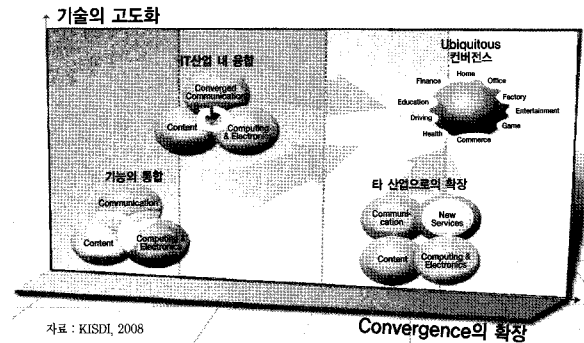 기술의 고도화
IT산업 내 융합
Converged
Communication
Content
Computing
& Electronics
Ubiquitous
컨버전스
Home
Finance
Office
Education
Factory
Driving
Entertainment
Health
Game
Commerce
기능의 통합
Communication
Content
Computing &
Electronics
타 산업으로의 확장
Communi-
cation
New
Services
Content
Computing &
Electronics
자료 : KISDI, 2008
Convergence의 확장